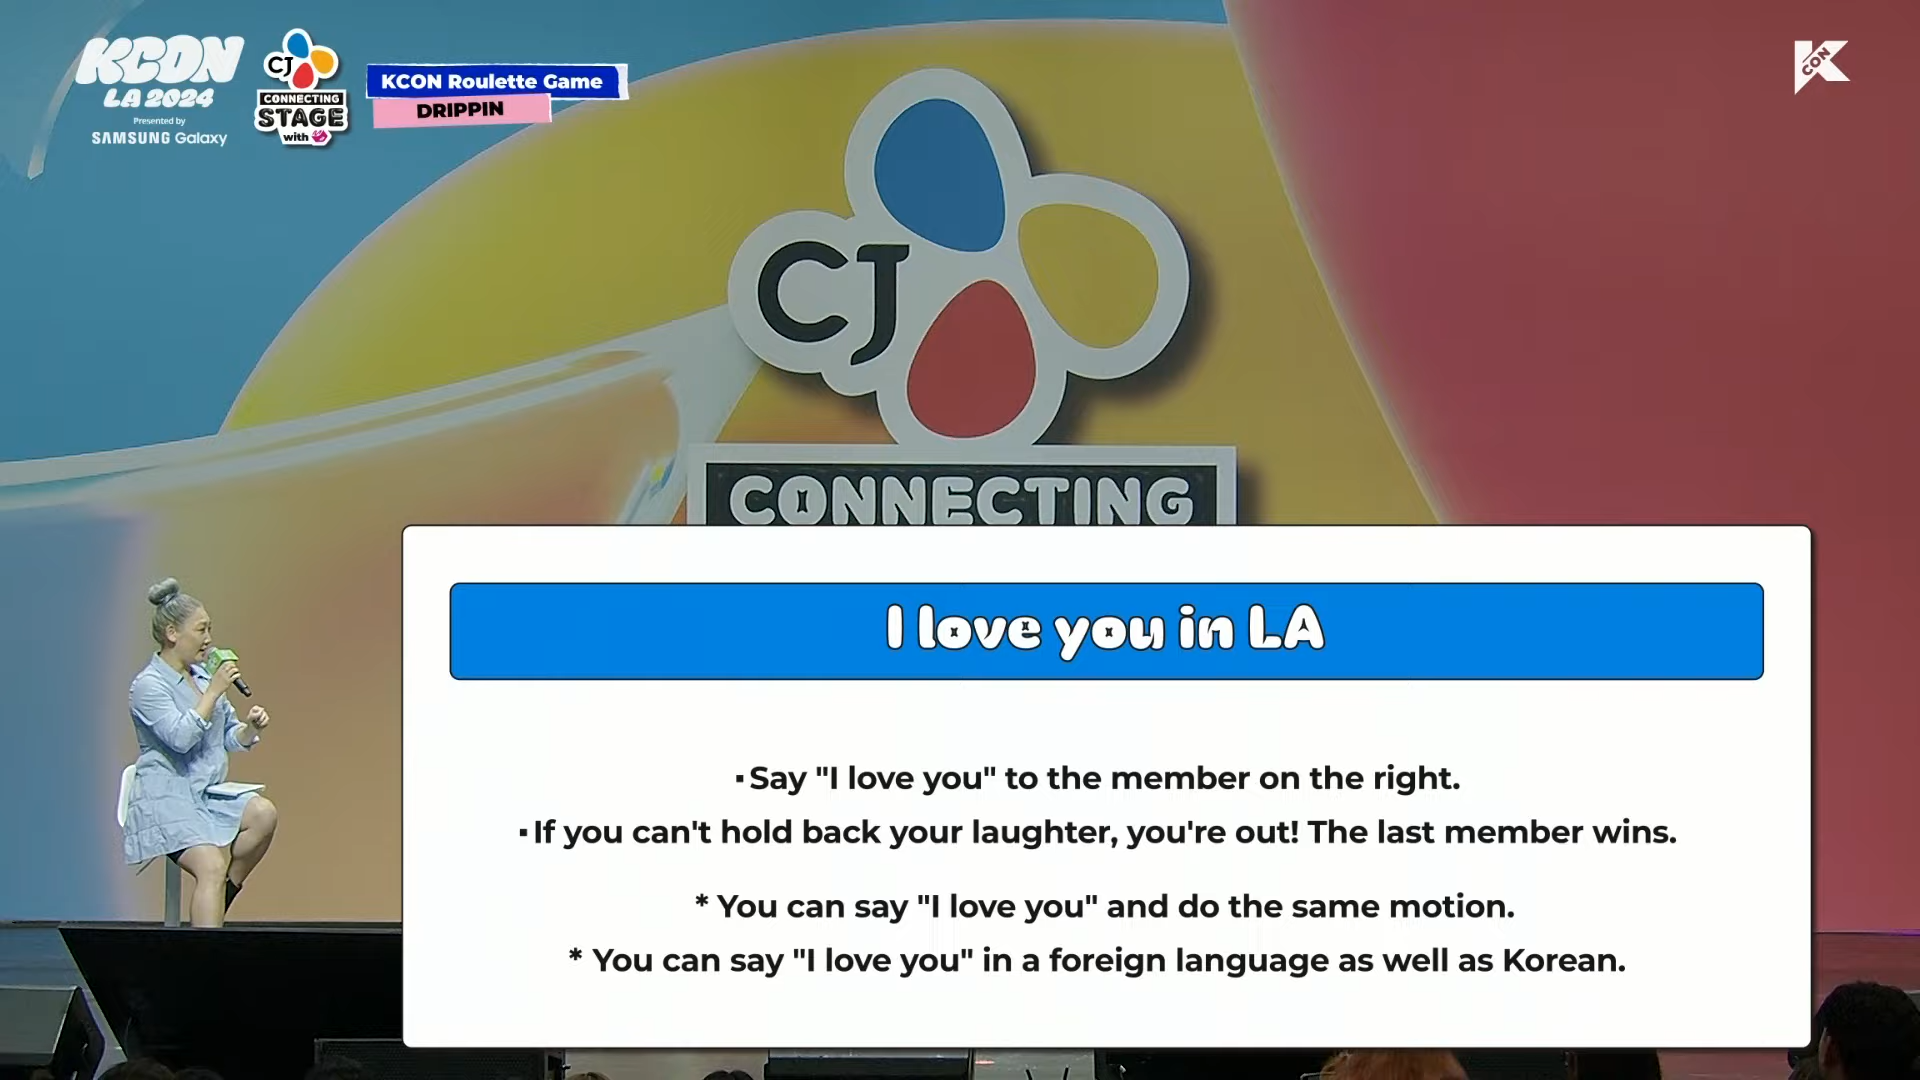 KCON
LA 2024
Presented by
SAMSUNG Galaxy
CJ
CONNECTING
STAGE
with
KCON Roulette Game
DRIPPIN
K
CON
CJ
CONNECTING
I love you in LA
▪Say "I love you" to the member on the right.
▪If you can't hold back your laughter, you're out! The last member wins.
* You can say "I love you" and do the same motion.
* You can say "I love you" in a foreign language as well as Korean.